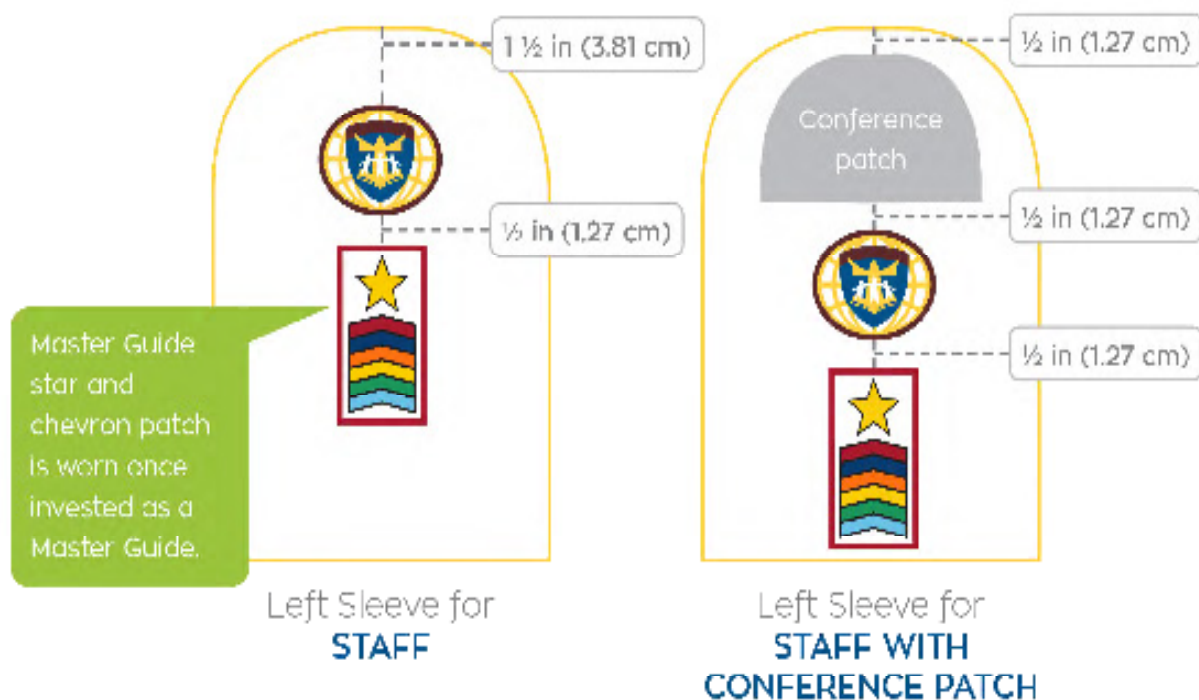 1 ½ in (3.81 cm)
½ in (1.27 cm)
Master Guide
star and
chevron patch
is worn once
invested as a
Master Guide.
Left Sleeve for
STAFF
½ in (1.27 cm)
Conference
patch
½ in (1.27 cm)
½ in (1.27 cm)
Left Sleeve for
STAFF WITH
CONFERENCE PATCH